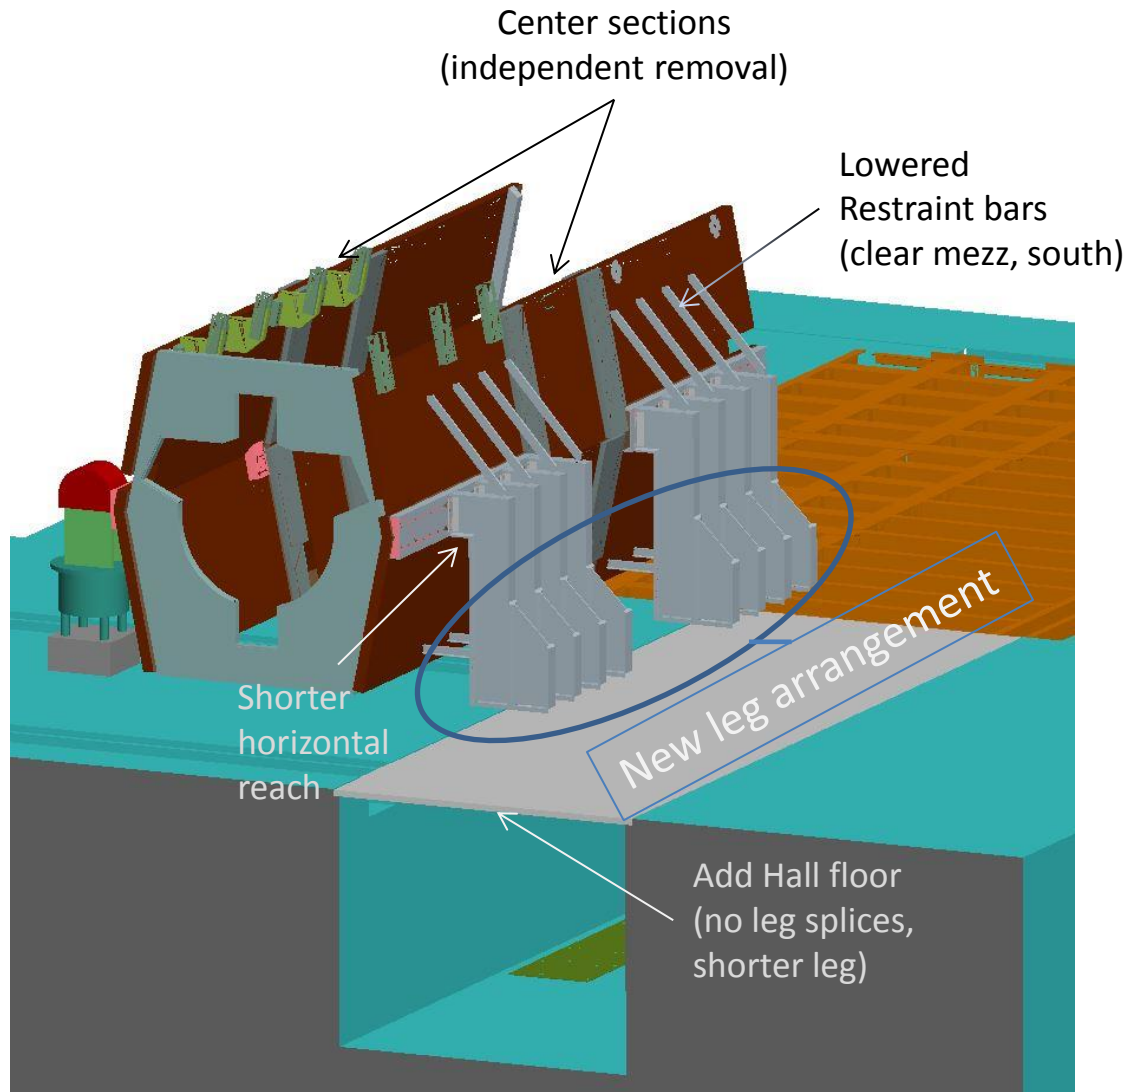 Center sections
(independent removal)
Lowered
Restraint bars
(clear mezz, south)
Shorter
horizontal
reach
New leg arrangement
Add Hall floor
(no leg splices,
shorter leg)